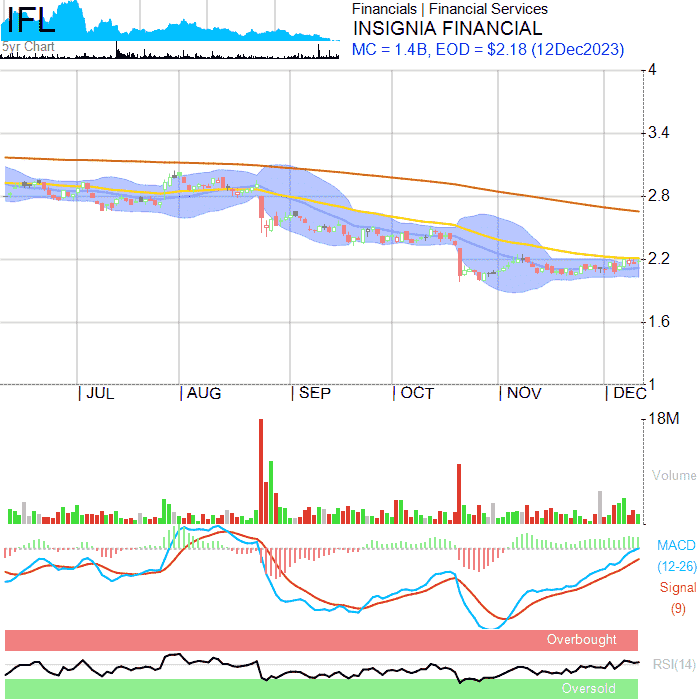 IFL
5yr Chart
Financials | Financial Services
INSIGNIA FINANCIAL
MC = 1.4B, EOD = $2.18 (12Dec2023)
4
3.4
2.8
2.2
1.6
1
| JUL | AUG | SEP | OCT | NOV | DEC
18M
Volume
MACD
(12-26)
Signal
(9)
Overbought
RSI(14)
Oversold